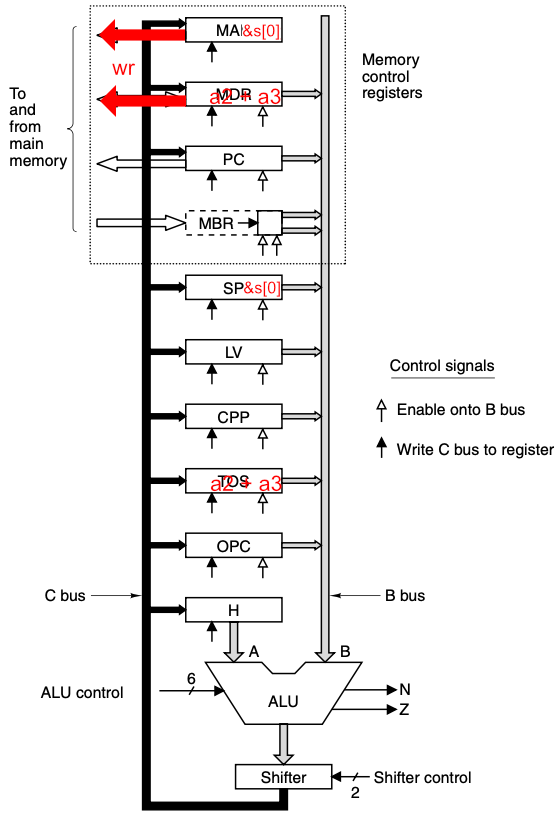 MA &s[0]
Memory
control
registers
To
and
from
main
memory
wr
MDR
a2 + a3
PC
MBR
SP &s[0]
LV
Control signals
CPP
Enable onto B bus
Write C bus to register
TOS
a2 + a3
OPC
C bus
B bus
H
A
B
6
ALU control
ALU
N
Z
Shifter
Shifter control
2